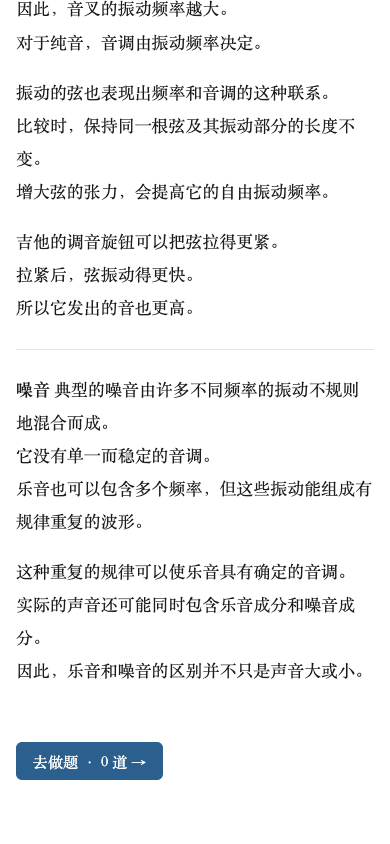 因此，音叉的振动频率越大。
对于纯音，音调由振动频率决定。
振动的弦也表现出频率和音调的这种联系。
比较时，保持同一根弦及其振动部分的长度不
变。
增大弦的张力，会提高它的自由振动频率。
吉他的调音旋钮可以把弦拉得更紧。
拉紧后，弦振动得更快。
所以它发出的音也更高。
噪音 典型的噪音由许多不同频率的振动不规则
地混合而成。
它没有单一而稳定的音调。
乐音也可以包含多个频率，但这些振动能组成有
规律重复的波形。
这种重复的规律可以使乐音具有确定的音调。
实际的声音还可能同时包含乐音成分和噪音成
分。
因此，乐音和噪音的区别并不只是声音大或小。
去做题 · 0 道 →